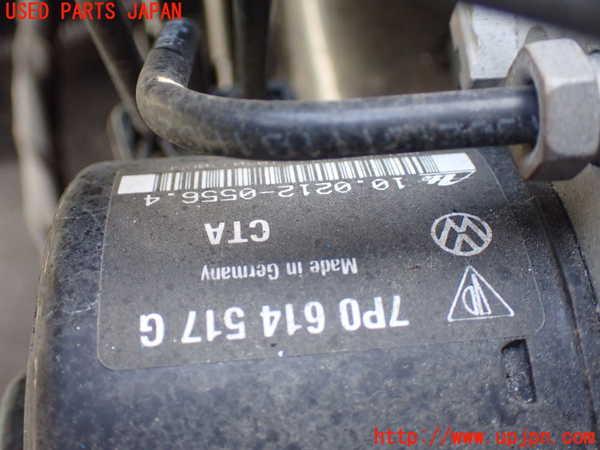 USED PARTS JAPAN
7P0 614 517 G
Made in Germany
CTA
10.0212-0556.4
http://www.upjpn.com/